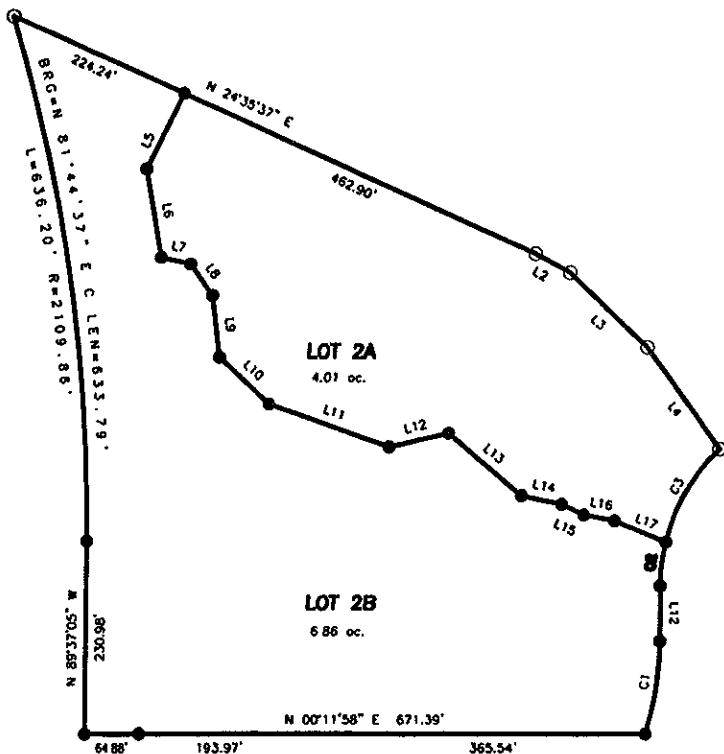 224.24'
N 24°35'37" E
BRG=N 81°44'37" E C LEN=633.79'
L=636.20' R=2109.86'
L5
462.90'
L6
L7
L8
L2
L3
L9
L4
LOT 2A
4.01 ac.
L10
L11
L12
L13
C3
L14
L15
L16
L17
C2
LOT 2B
6.86 ac.
L12
N 89°37'05" W
230.98'
C1
N 00°11'58" E 671.39'
64.88'
193.97'
365.54'